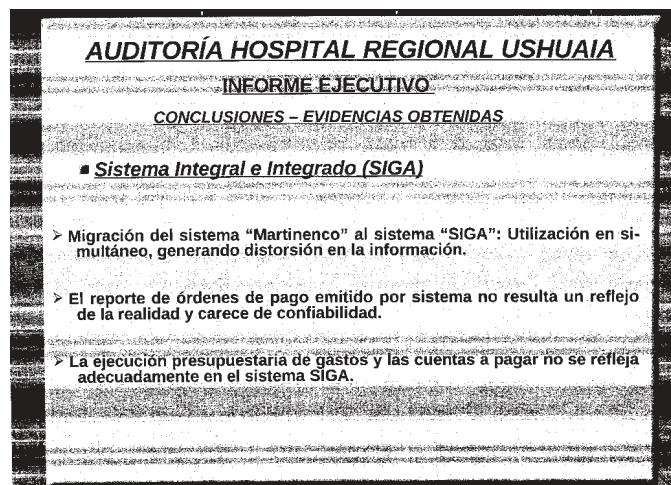 AUDITORÍA HOSPITAL REGIONAL USHUAIA
INFORME EJECUTIVO
CONCLUSIONES – EVIDENCIAS OBTENIDAS
Sistema Integral e Integrado (SIGA)
Migración del sistema “Martinenco” al sistema “SIGA”: Utilización en si-
multáneo, generando distorsión en la información.
El reporte de órdenes de pago emitido por sistema no resulta un reflejo
de la realidad y carece de confiabilidad.
La ejecución presupuestaria de gastos y las cuentas a pagar no se refleja
adecuadamente en el sistema SIGA.